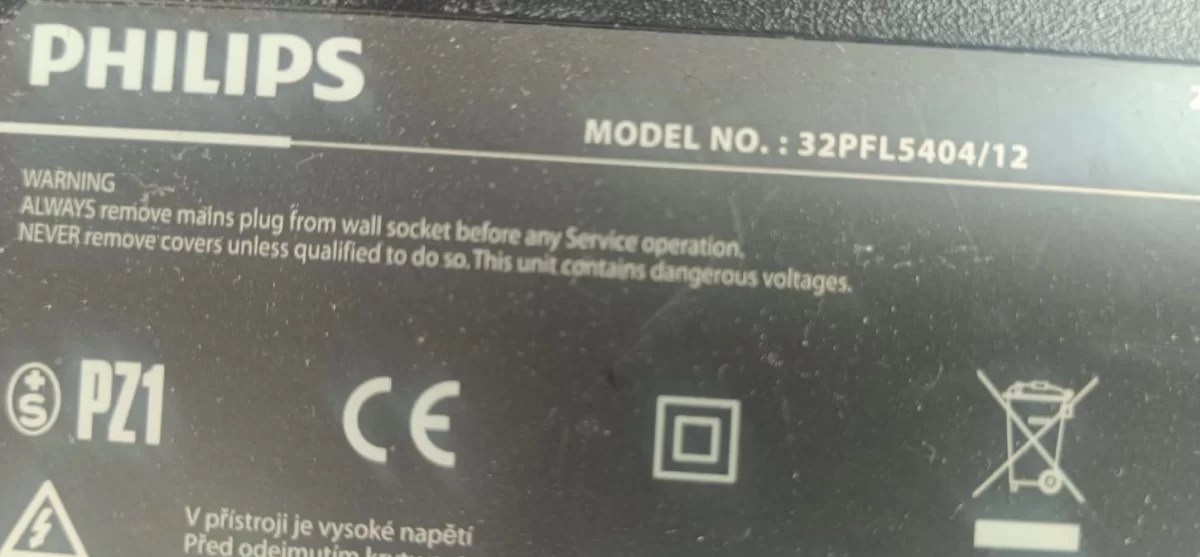 PHILIPS
MODEL NO. : 32PFL5404/12
WARNING
ALWAYS remove mains plug from wall socket before any Service operation.
NEVER remove covers unless qualified to do so. This unit contains dangerous voltages.
+S PZ1
CE
V přístroji je vysoké napětí
Před odejmutím